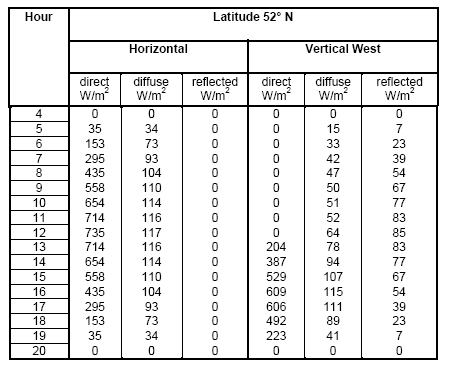 Hour Latitude 52° N
Horizontal Vertical West
direct diffuse reflected direct diffuse reflected
W/m² W/m² W/m² W/m² W/m² W/m²
4 0 0 0 0 0 0
5 35 34 0 0 15 7
6 153 73 0 0 33 23
7 295 93 0 0 42 39
8 435 104 0 0 47 54
9 558 110 0 0 50 67
10 654 114 0 0 51 77
11 714 116 0 0 52 83
12 735 117 0 0 64 85
13 714 116 0 204 78 83
14 654 114 0 387 94 77
15 558 110 0 529 107 67
16 435 104 0 609 115 54
17 295 93 0 606 111 39
18 153 73 0 492 89 23
19 35 34 0 223 41 7
20 0 0 0 0 0 0